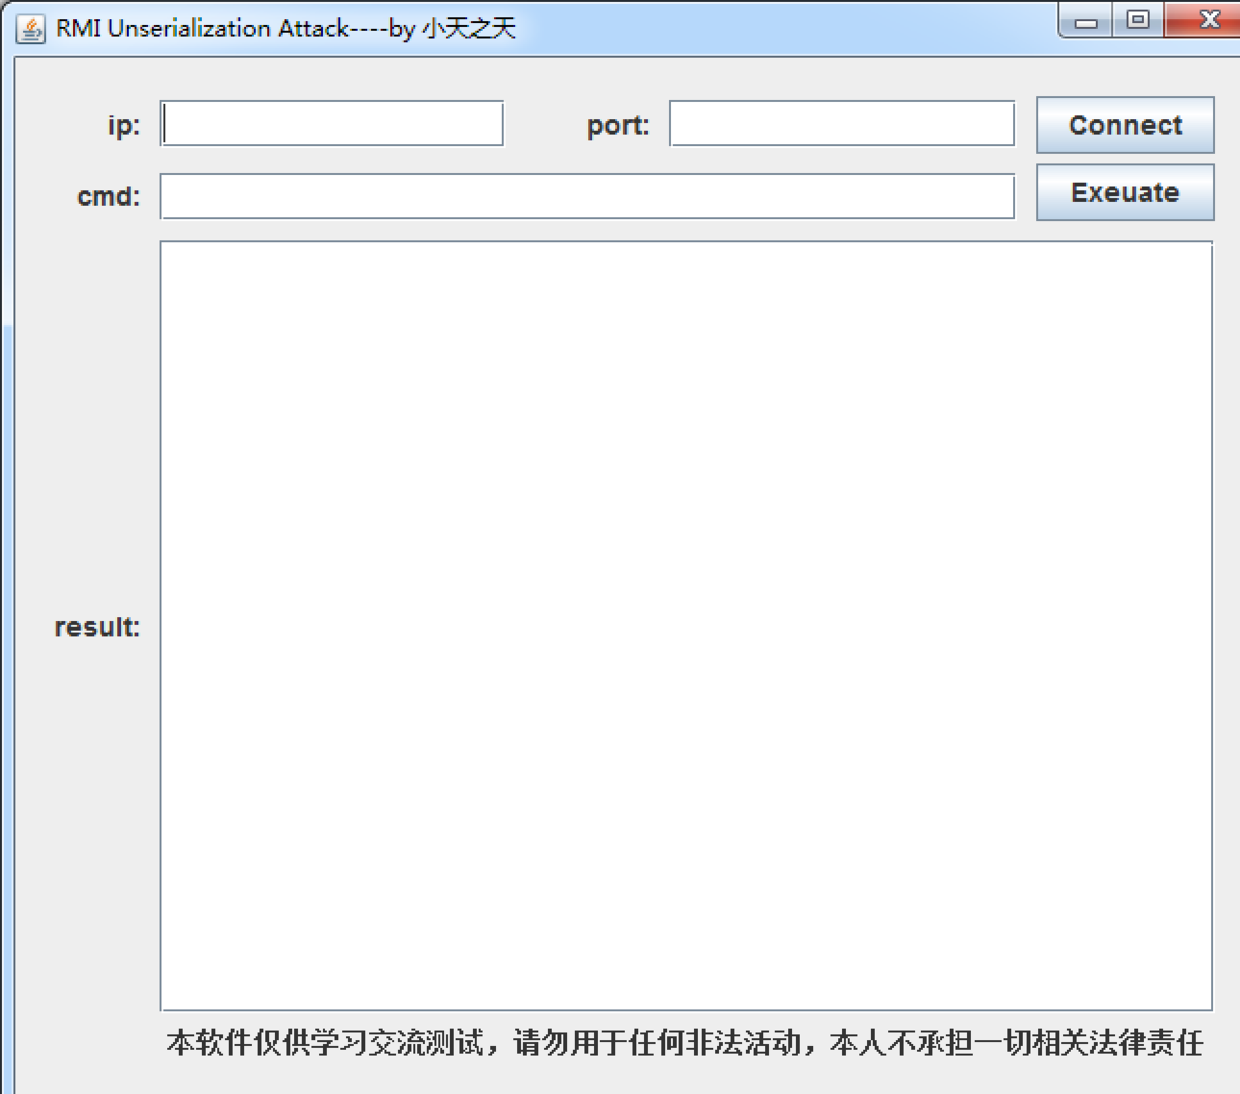 RMI Unserialization Attack----by 小天之天
ip:
port:
Connect
cmd:
Exeuate
result:
本软件仅供学习交流测试，请勿用于任何非法活动，本人不承担一切相关法律责任